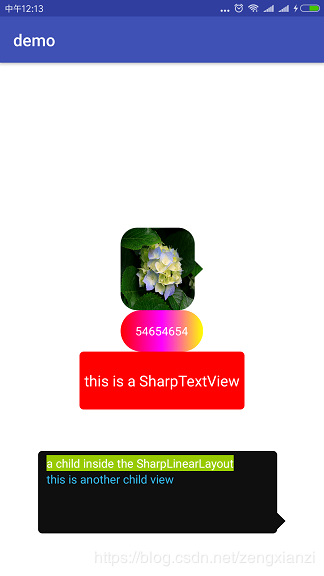 中午12:13
demo
54654654
this is a SharpTextView
a child inside the SharpLinearLayout
this is another child view
https://blog.csdn.net/zengxianzi